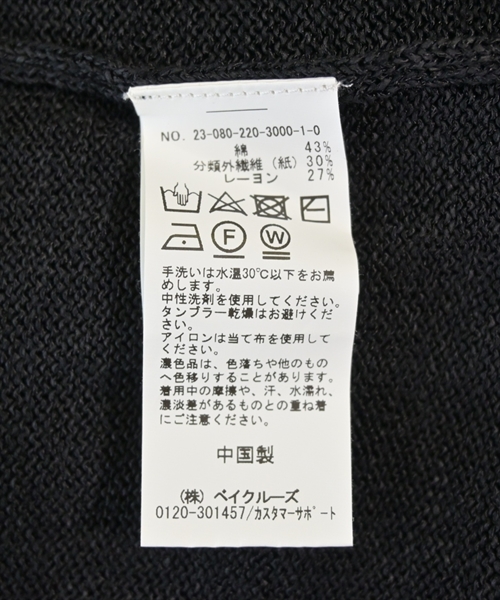 NO. 23-080-220-3000-1-0
綿 43%
分類外繊維(紙)30%
レーヨン 27%
F
W
手洗いは水温30℃以下をお薦
めします。
中性洗剤を使用してください。
タンブラー乾燥はお避けくださ
い。
アイロンは当て布を使用して
ください。
濃色品は、色落ちや他のもの
へ色移りすることがあります。
着用中の摩擦や、汗、水濡れ、
濃淡差があるものとの重ね着
にご注意ください。
中国製
(株) ベイクルーズ
0120-301457/カスタマーサポート